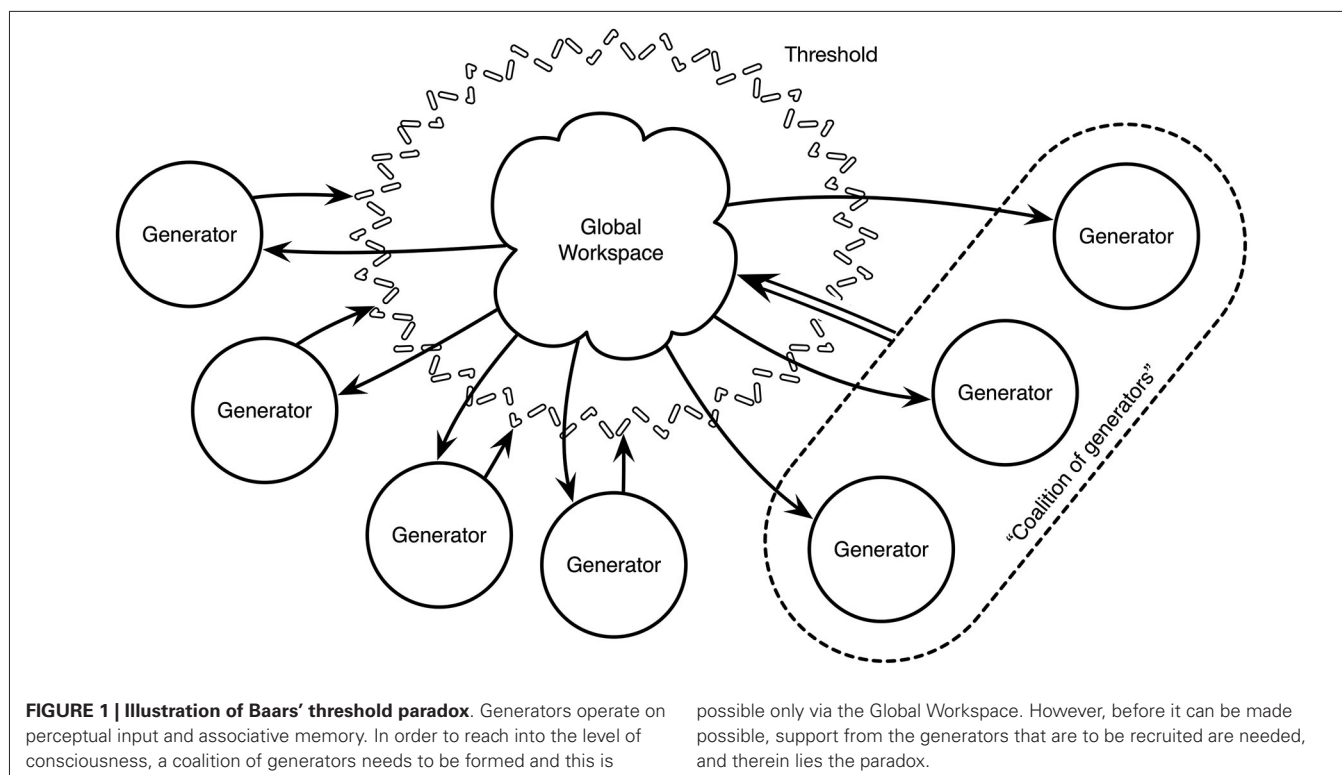 Threshold
Generator
Global
Workspace
Generator
Generator
Generator
Generator
Generator
Generator
“Coalition of generators”
FIGURE 1 | Illustration of Baars’ threshold paradox. Generators operate on
perceptual input and associative memory. In order to reach into the level of
consciousness, a coalition of generators needs to be formed and this is
possible only via the Global Workspace. However, before it can be made
possible, support from the generators that are to be recruited are needed,
and therein lies the paradox.